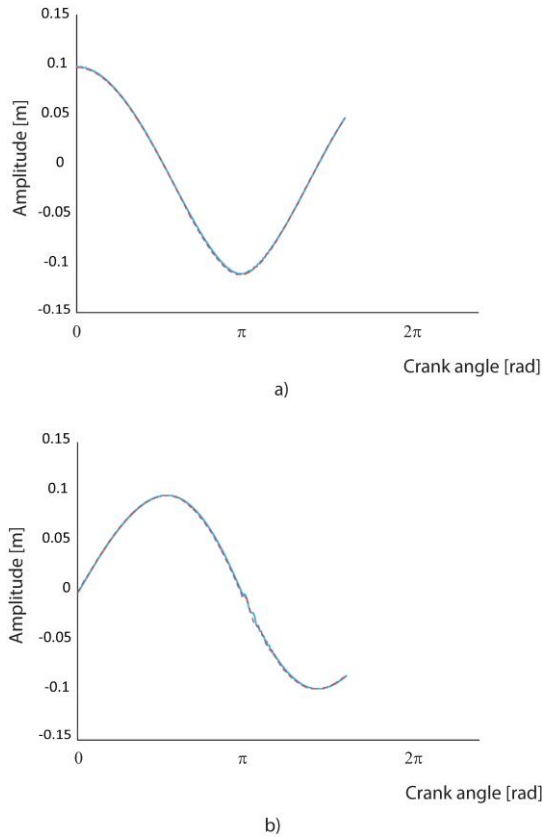 0.15
0.1
0.05
0
-0.05
-0.1
-0.15
Amplitude [m]
0 π 2π
Crank angle [rad]
a)
0.15
0.1
0.05
0
-0.05
-0.1
-0.15
Amplitude [m]
0 π 2π
Crank angle [rad]
b)